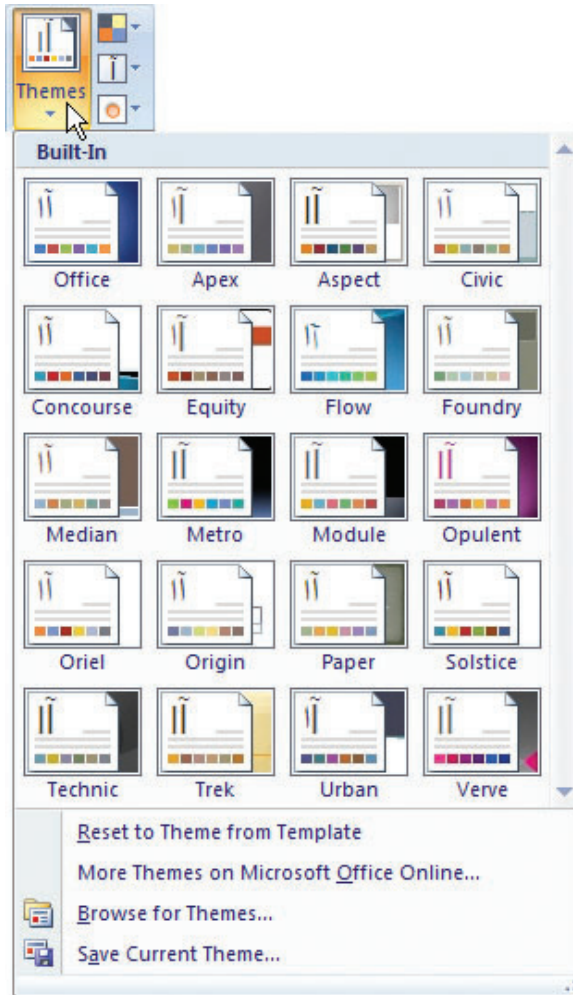 Themes
Built-In
Office Apex Aspect Civic
Concourse Equity Flow Foundry
Median Metro Module Opulent
Oriel Origin Paper Solstice
Technic Trek Urban Verve
Reset to Theme from Template
More Themes on Microsoft Office Online...
Browse for Themes...
Save Current Theme...